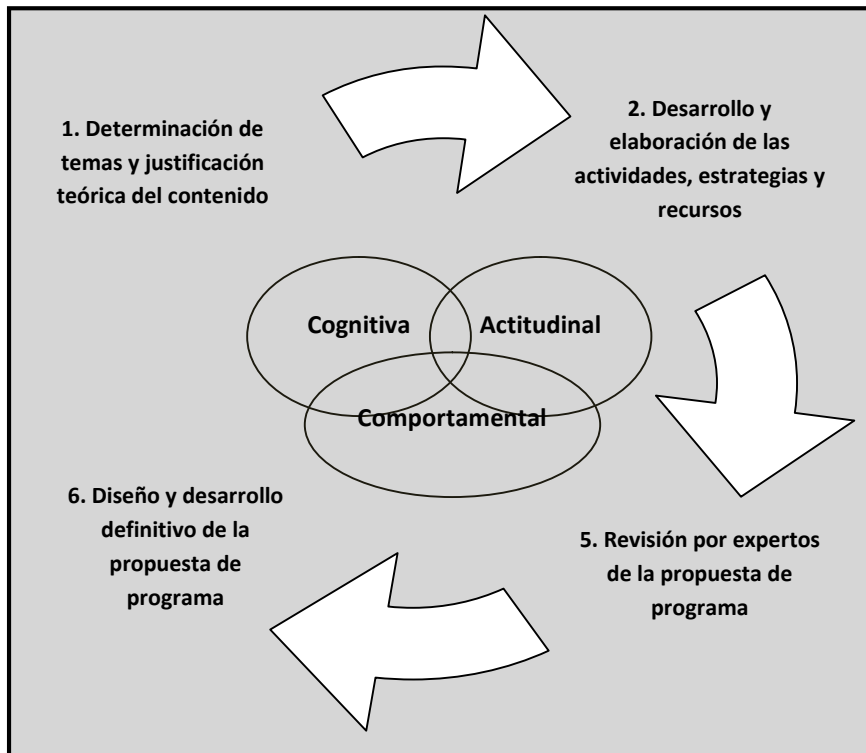 1. Determinación de
temas y justificación
teórica del contenido
2. Desarrollo y
elaboración de las
actividades, estrategias y
recursos
Cognitiva
Actitudinal
Comportamental
6. Diseño y desarrollo
definitivo de la
propuesta de
programa
5. Revisión por expertos
de la propuesta de
programa